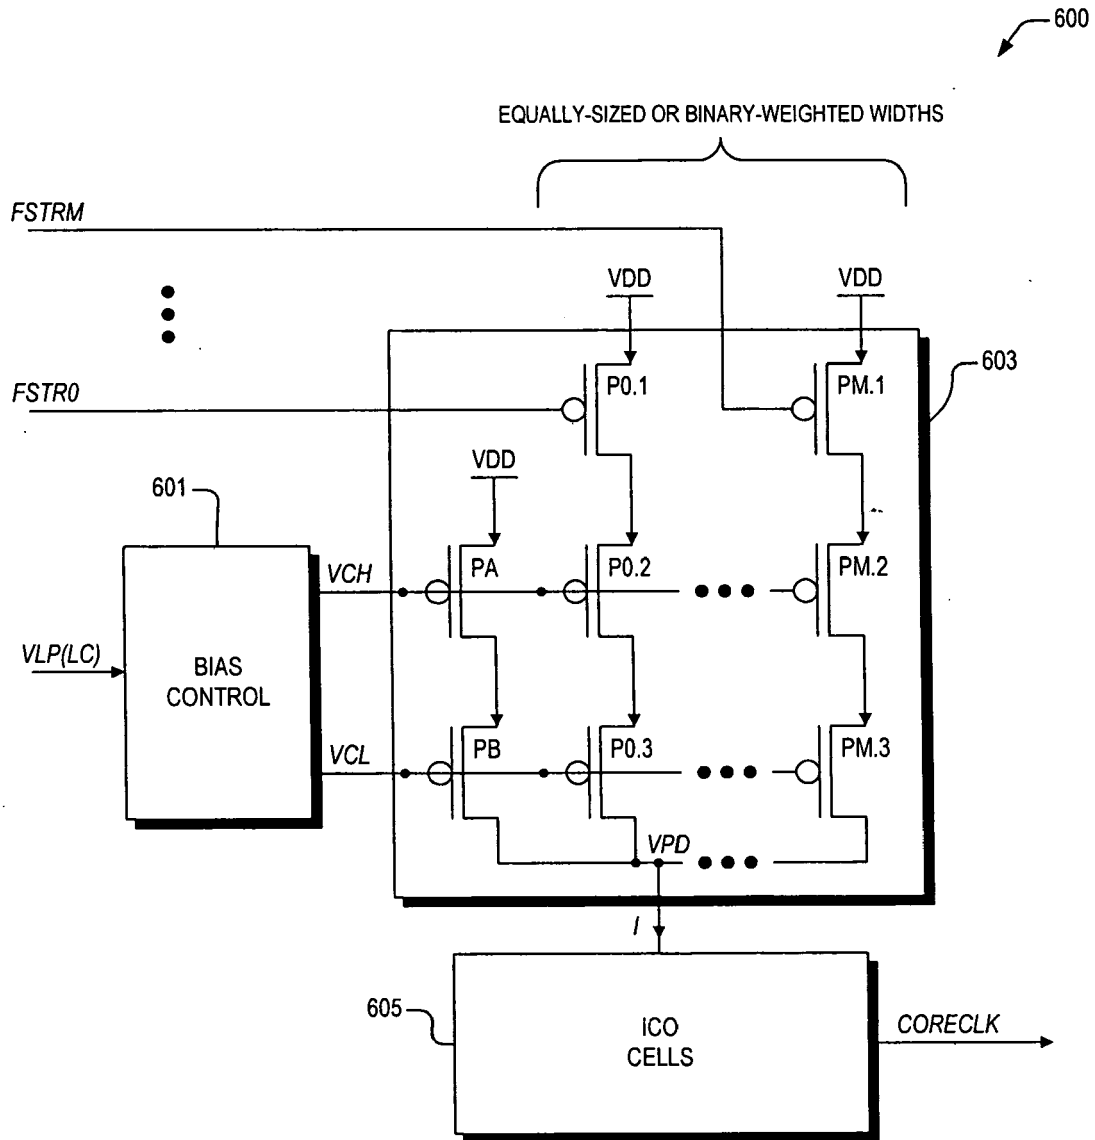 600
EQUALLY-SIZED OR BINARY-WEIGHTED WIDTHS
FSTRM
VDD
VDD
603
P0.1
PM.1
FSTR0
VDD
601
VCH
PA
P0.2
PM.2
VLP(LC)
BIAS
CONTROL
VCL
PB
P0.3
PM.3
VPD
I
605
ICO
CELLS
CORECLK